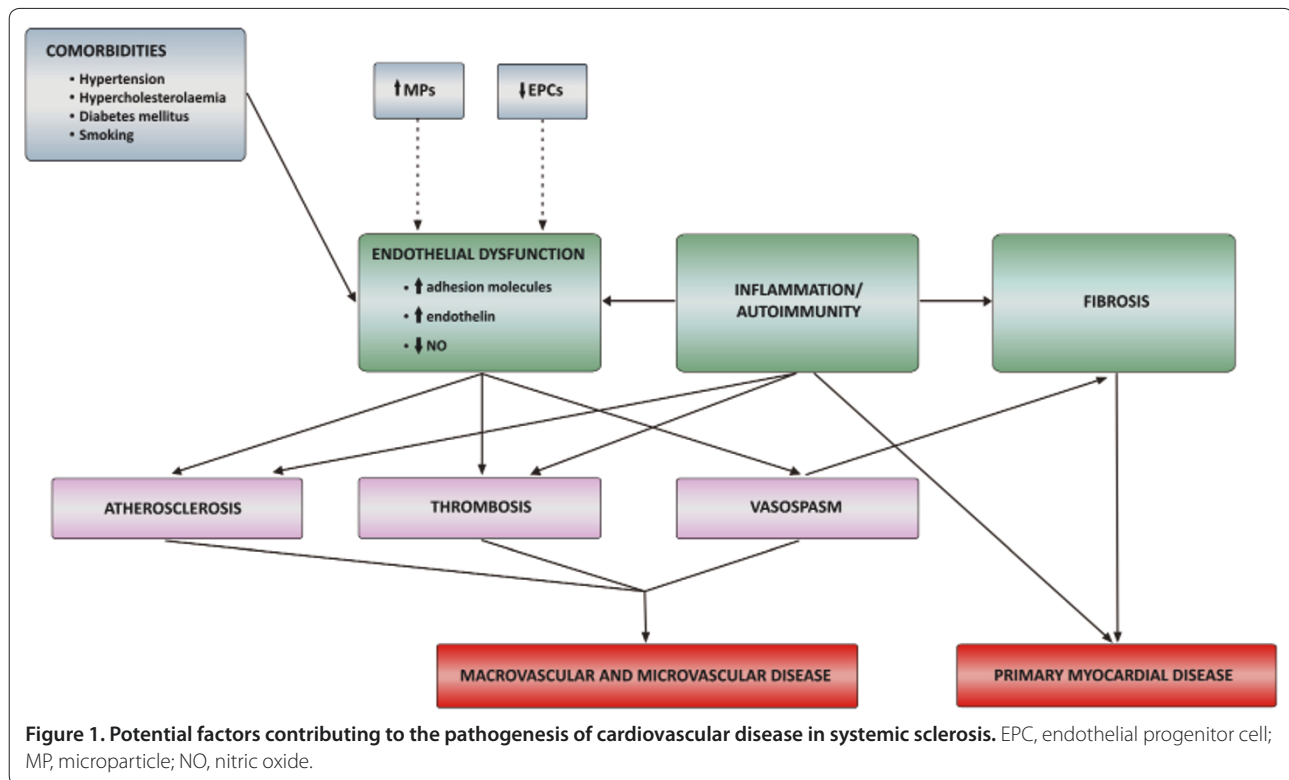 COMORBIDITIES
• Hypertension
• Hypercholesterolaemia
• Diabetes mellitus
• Smoking
⬆MPs
⬇EPCs
ENDOTHELIAL DYSFUNCTION
• ⬆ adhesion molecules
• ⬆ endothelin
• ⬇ NO
INFLAMMATION/
AUTOIMMUNITY
FIBROSIS
ATHEROSCLEROSIS
THROMBOSIS
VASOSPASM
MACROVASCULAR AND MICROVASCULAR DISEASE
PRIMARY MYOCARDIAL DISEASE
Figure 1. Potential factors contributing to the pathogenesis of cardiovascular disease in systemic sclerosis. EPC, endothelial progenitor cell;
MP, microparticle; NO, nitric oxide.